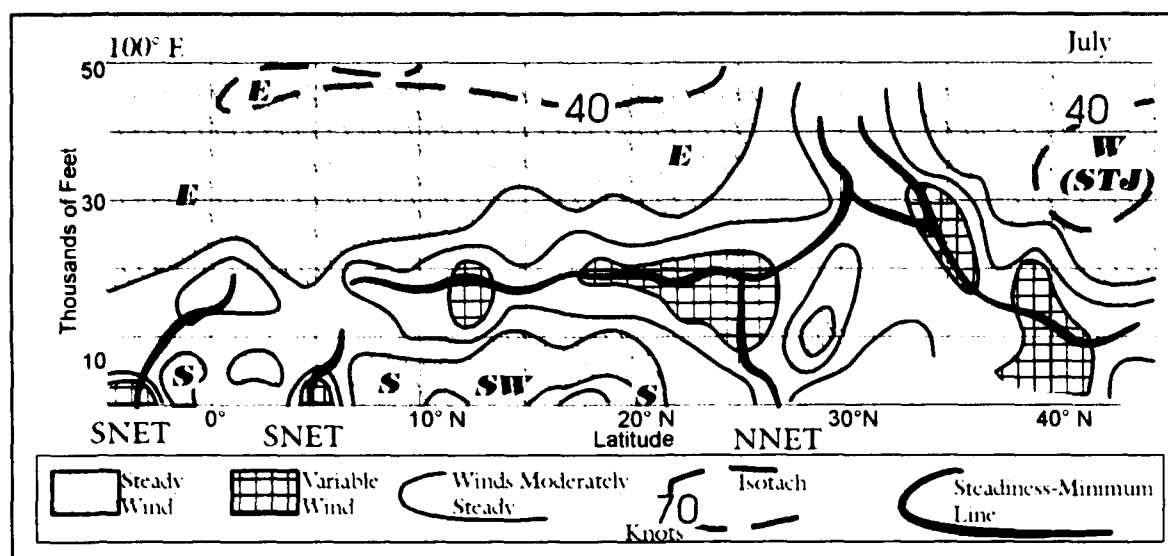 100° E July
50
40
40
E
E
E
W
(STJ)
30
Thousands of Feet
10
S
S
SW
S
0° 10° N 20° N 30° N 40° N
SNET SNET Latitude NNET
Steady Wind
Variable Wind
Winds Moderately Steady
70
Knots
Isotach
Steadiness-Minimum Line